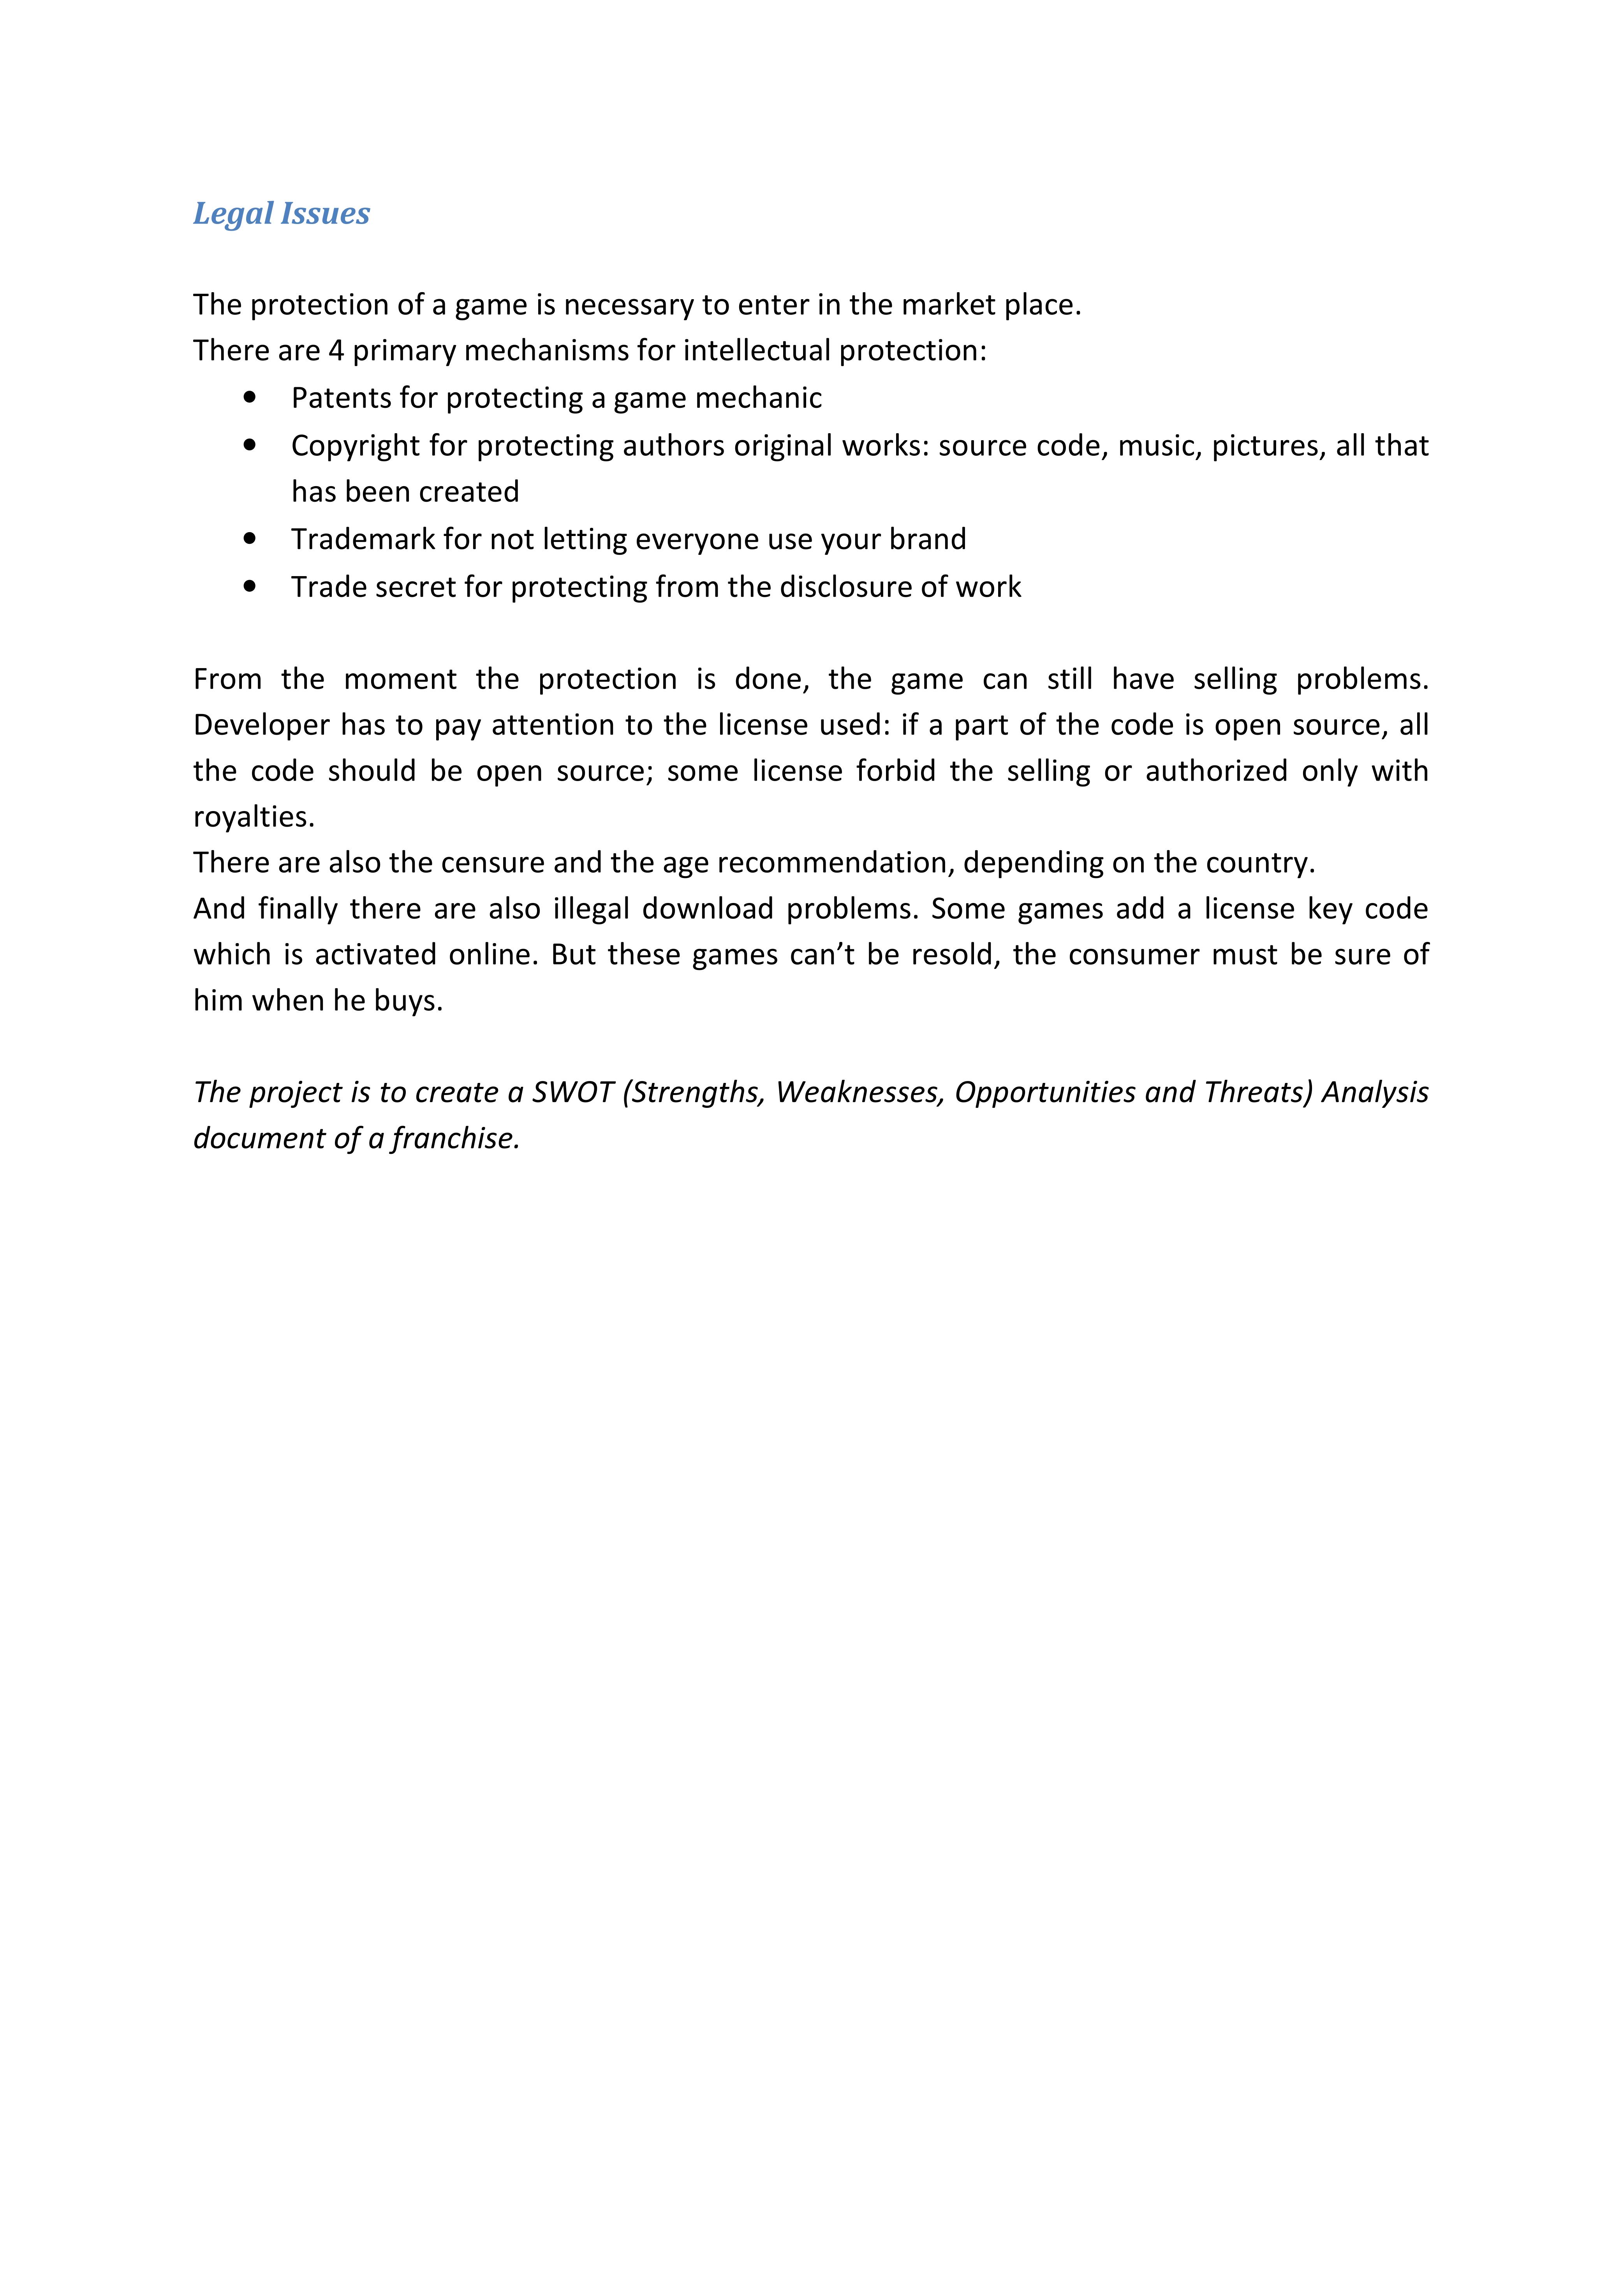 Legal Issues
The protection of a game is necessary to enter in the market place.
There are 4 primary mechanisms for intellectual protection:
• Patents for protecting a game mechanic
• Copyright for protecting authors original works: source code, music, pictures, all that
has been created
• Trademark for not letting everyone use your brand
• Trade secret for protecting from the disclosure of work
From the moment the protection is done, the game can still have selling problems.
Developer has to pay attention to the license used: if a part of the code is open source, all
the code should be open source; some license forbid the selling or authorized only with
royalties.
There are also the censure and the age recommendation, depending on the country.
And finally there are also illegal download problems. Some games add a license key code
which is activated online. But these games can’t be resold, the consumer must be sure of
him when he buys.
The project is to create a SWOT (Strengths, Weaknesses, Opportunities and Threats) Analysis
document of a franchise.